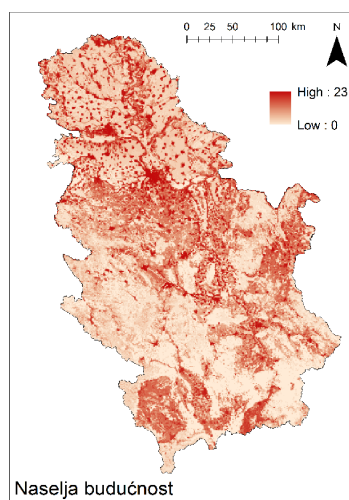 0 25 50 100 km
N
High : 23
Low : 0
Naselja budućnost